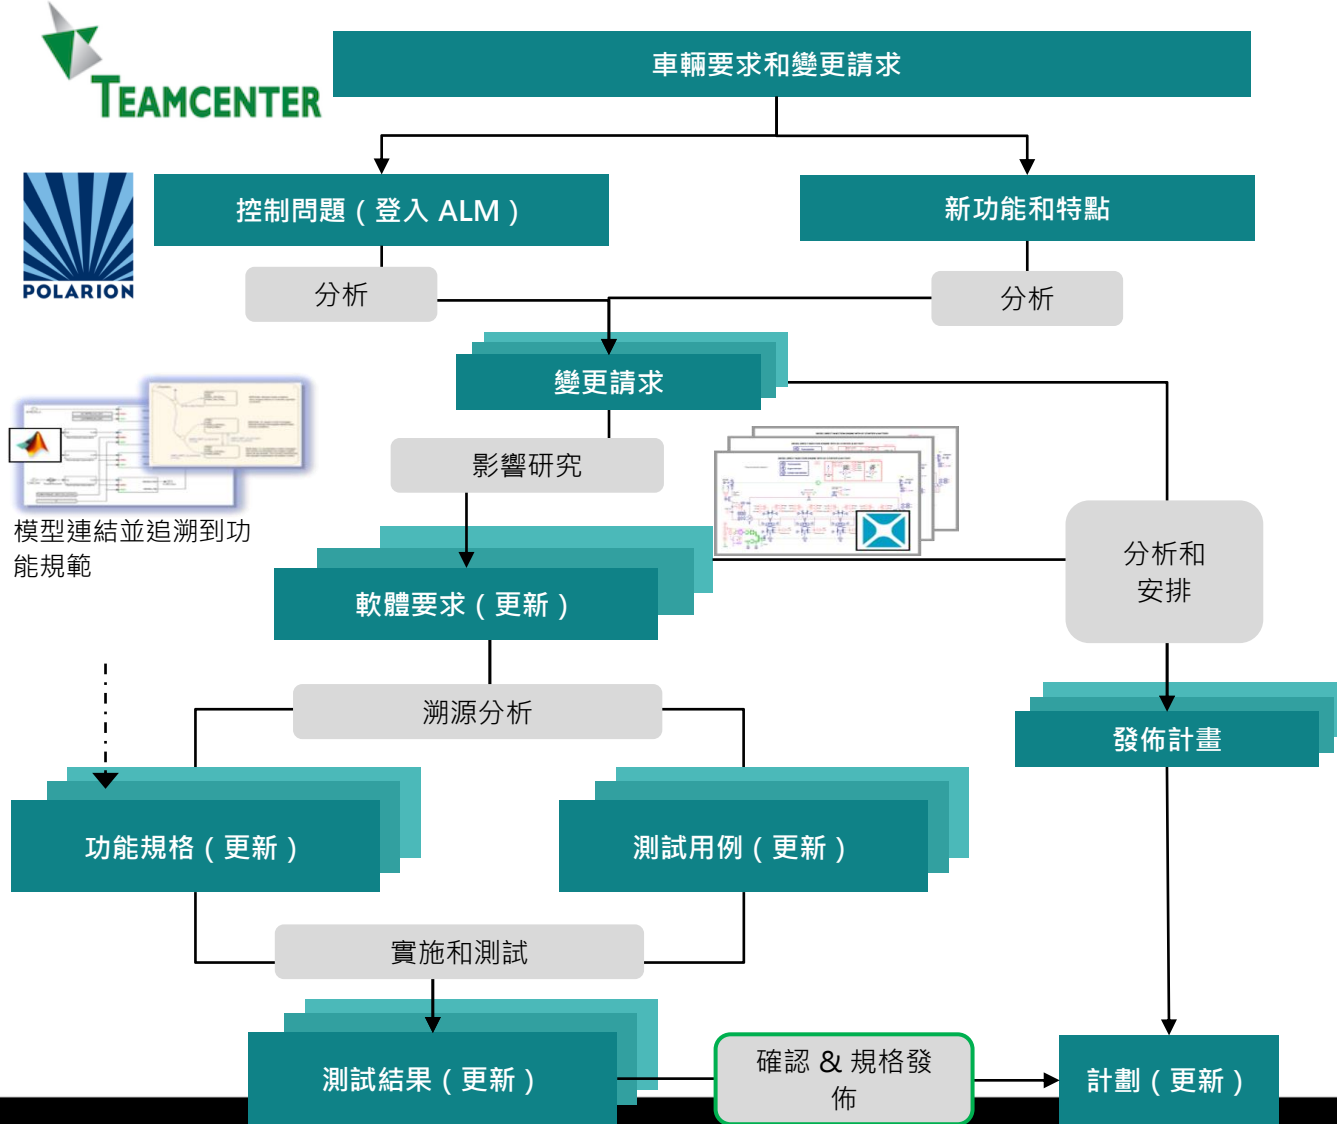 TEAMCENTER
車輛要求和變更請求
POLARION
控制問題（登入 ALM）
新功能和特點
分析
分析
變更請求
影響研究
模型連結並追溯到功
能規範
分析和
安排
軟體要求（更新）
溯源分析
發佈計畫
功能規格（更新）
測試用例（更新）
實施和測試
測試結果（更新）
確認 & 規格發
佈
計劃（更新）